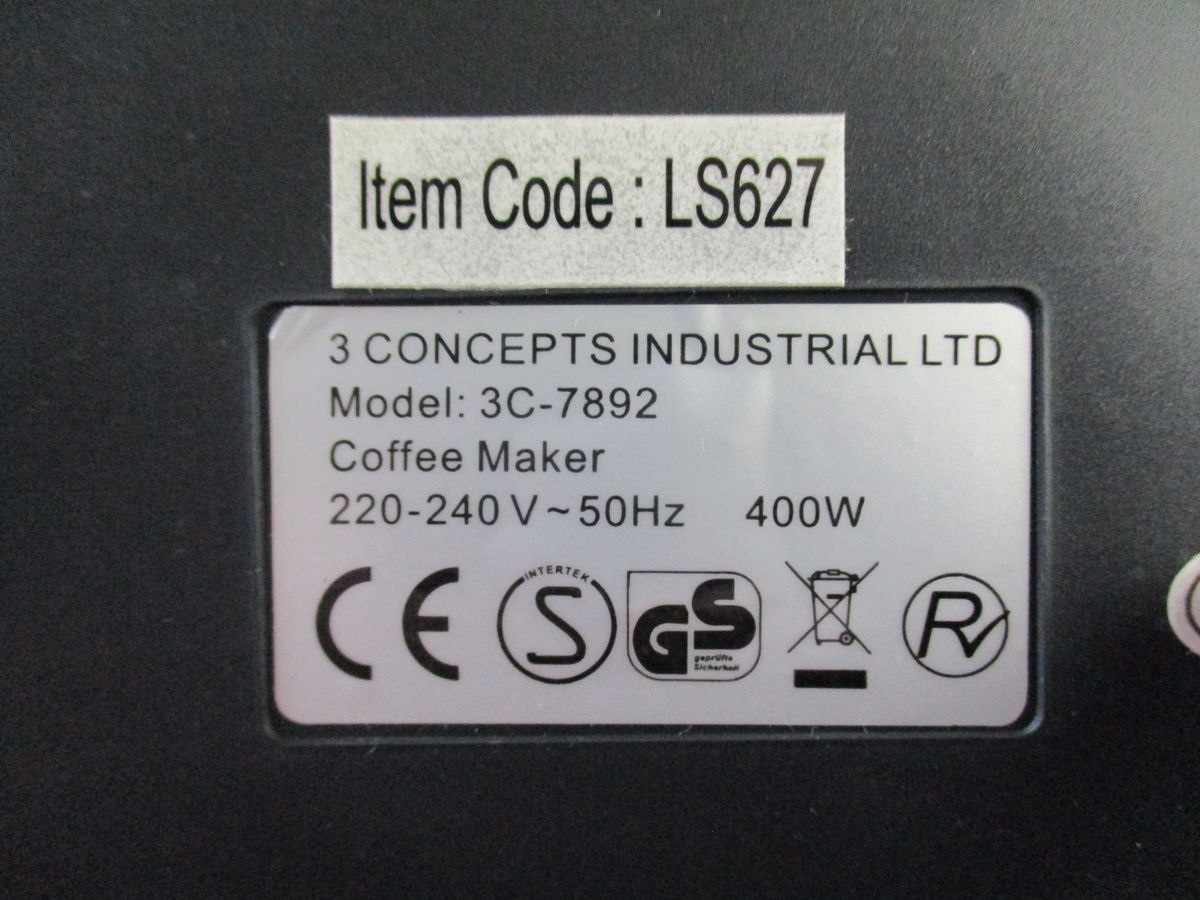 Item Code : LS627
3 CONCEPTS INDUSTRIAL LTD
Model: 3C-7892
Coffee Maker
220-240 V ~ 50Hz 400W
CE
INTERTEK
S
GS
geprüfte
Sicherheit
R